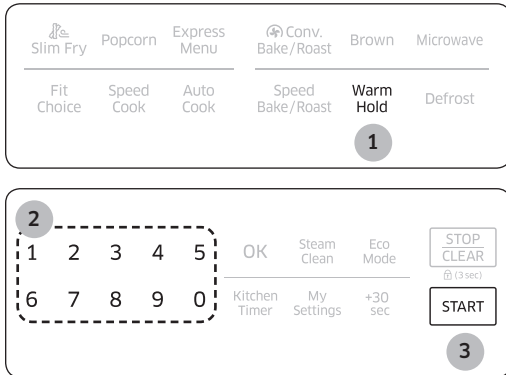 Slim Fry
Popcorn
Express
Menu
Conv.
Bake/Roast
Brown
Microwave
Fit
Choice
Speed
Cook
Auto
Cook
Speed
Bake/Roast
Warm
Hold
Defrost
1
2
1 2 3 4 5
OK
Steam
Clean
Eco
Mode
STOP
CLEAR
(3 sec)
6 7 8 9 0
Kitchen
Timer
My
Settings
+30
sec
START
3